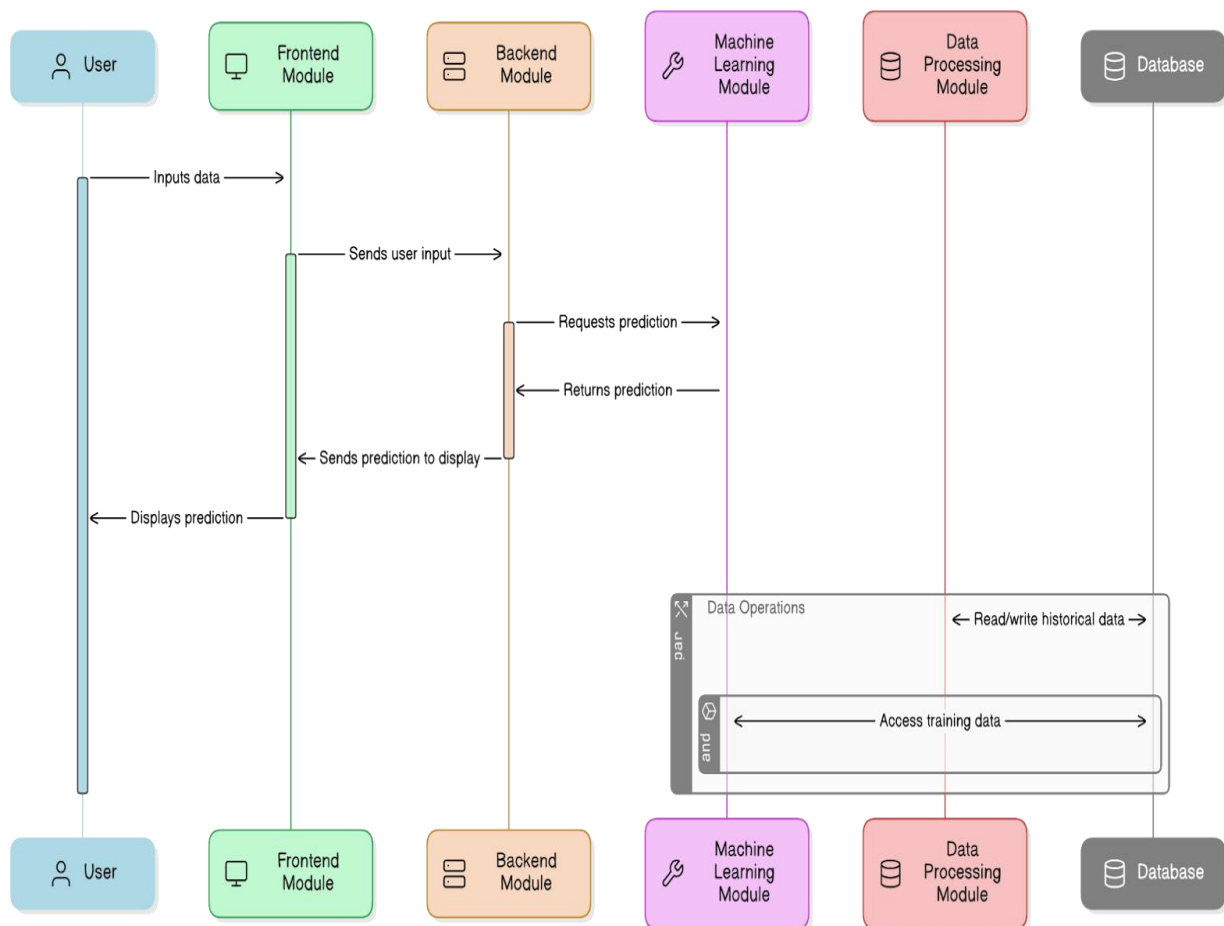 User
Frontend
Module
Backend
Module
Machine
Learning
Module
Data
Processing
Module
Database
Inputs data
Sends user input
Requests prediction
Returns prediction
Sends prediction to display
Displays prediction
par
Data Operations
Read/write historical data
and
Access training data
User
Frontend
Module
Backend
Module
Machine
Learning
Module
Data
Processing
Module
Database